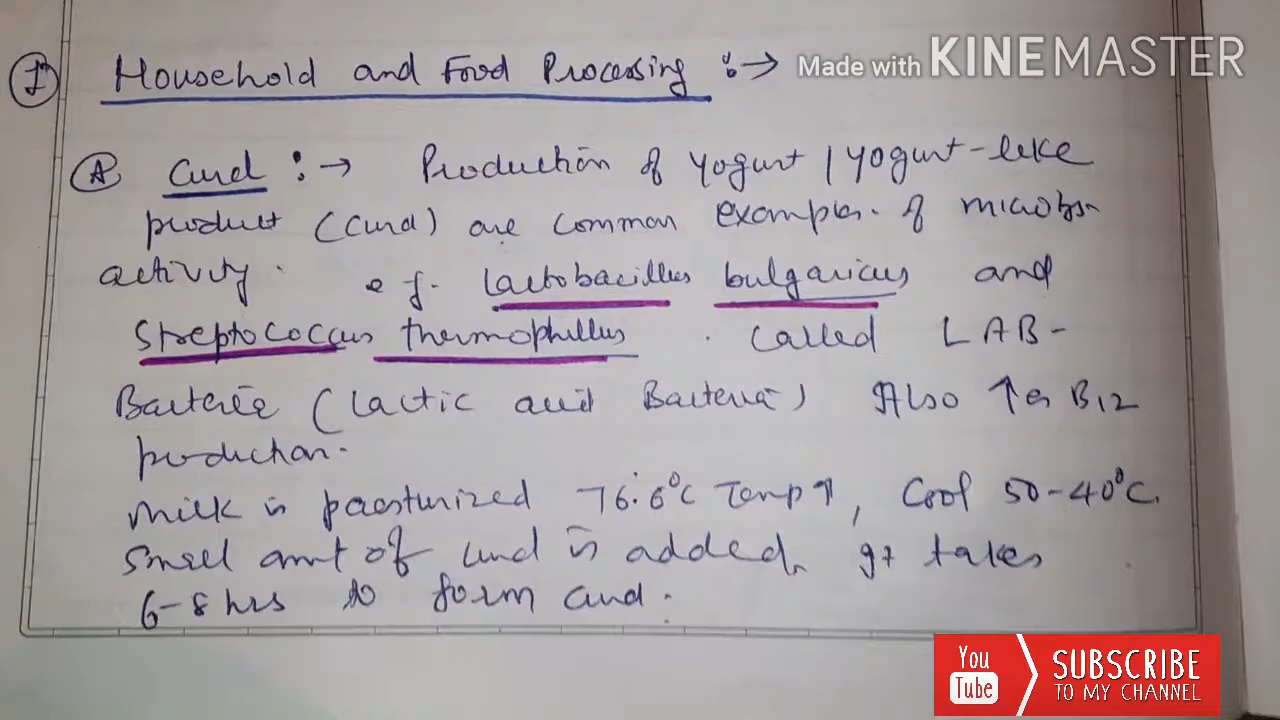 I Household and Food Processing :→
Made with KINEMASTER
A Curd :→ Production of yogurt / yogurt-like
product (curd) are common examples of microbs
activity. e.g. Lactobacillus bulgaricus and
Streptococcus thermophillus. called LAB-
Bacteria (Lactic acid Bacteria) Also ↑es B12
production.
Milk is pasturized 76.6°C Temp↑, Cool 50-40°C.
Small amt of curd is added. It takes
6-8 hrs to form curd.
You Tube
SUBSCRIBE
TO MY CHANNEL